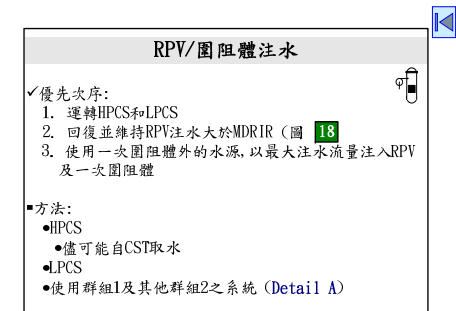 RPV/圍阻體注水
✓優先次序:
1. 運轉HPCS和LPCS
2. 回復並維持RPV注水大於MDRIR (圖 18
3. 使用一次圍阻體外的水源,以最大注水流量注入RPV
及一次圍阻體
▪方法:
●HPCS
●儘可能自CST取水
●LPCS
●使用群組1及其他群組2之系統 (Detail A)